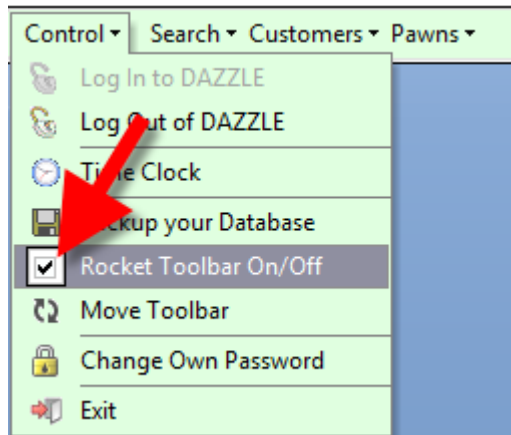 Control Search Customers Pawns
Log In to DAZZLE
Log Out of DAZZLE
Time Clock
Backup your Database
Rocket Toolbar On/Off
Move Toolbar
Change Own Password
Exit